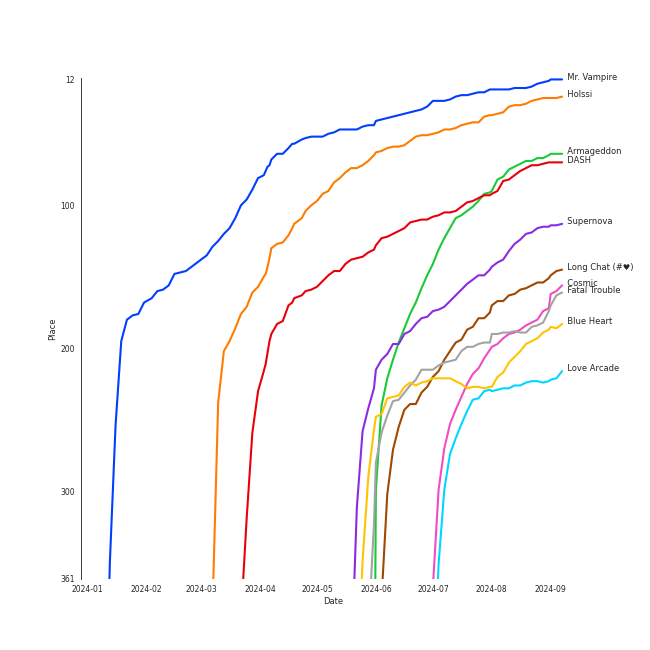 12
Mr. Vampire
Holssi
Armageddon
DASH
100
Supernova
Long Chat (#♥)
Cosmic
Fatal Trouble
Blue Heart
Place
200
Love Arcade
300
361
2024-01 2024-02 2024-03 2024-04 2024-05 2024-06 2024-07 2024-08 2024-09
Date